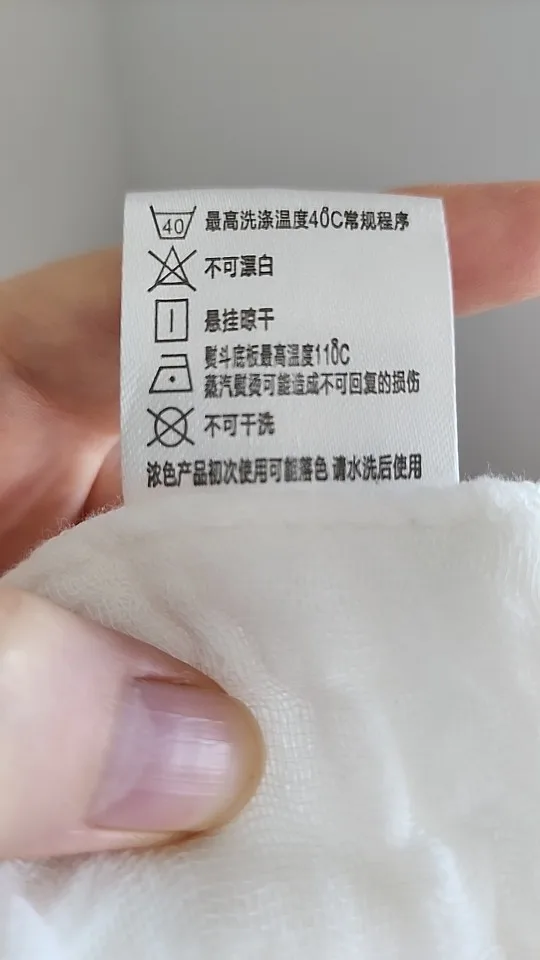 40 最高洗涤温度40℃常规程序
不可漂白
悬挂晾干
熨斗底板最高温度110℃
蒸汽熨烫可能造成不可回复的损伤
不可干洗
浓色产品初次使用可能落色 请水洗后使用